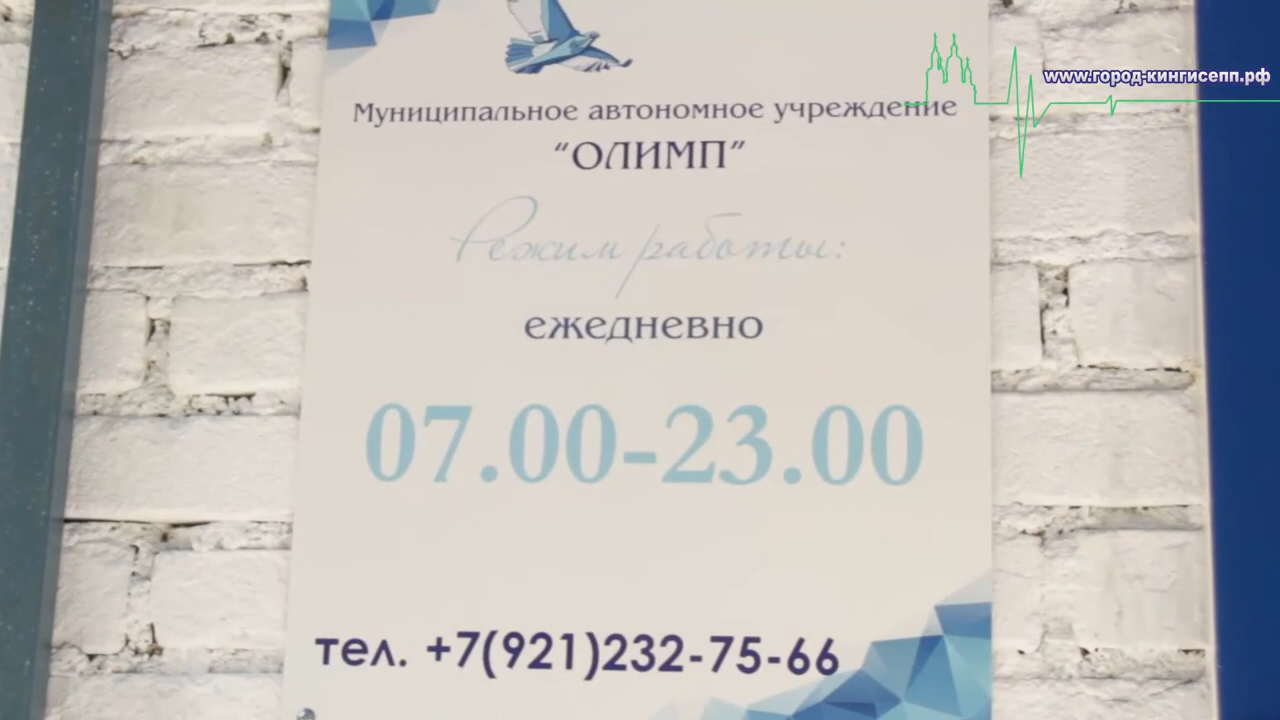 www.город-кингисепп.рф
Муниципальное автономное учреждение
“ОЛИМП”
Режим работы:
ежедневно
07.00-23.00
тел. +7(921)232-75-66